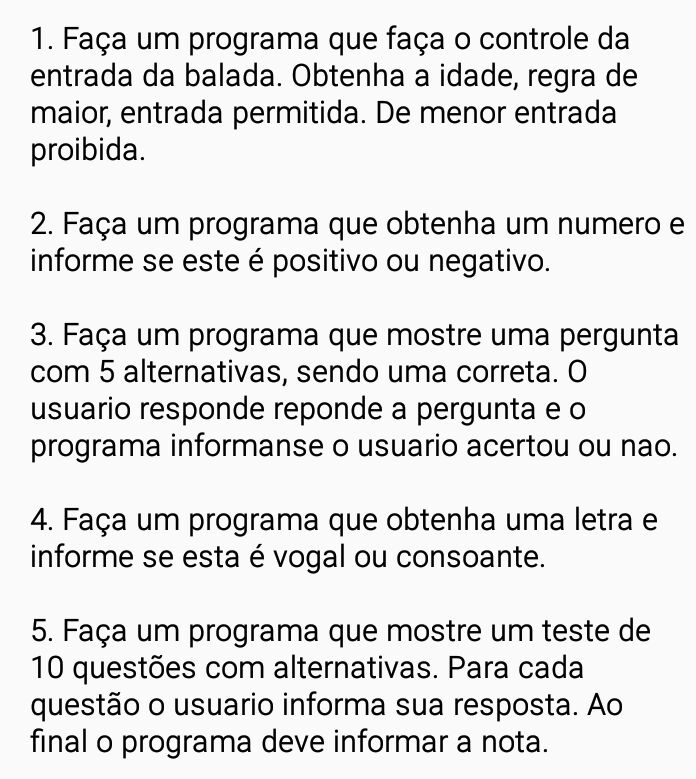 1. Faça um programa que faça o controle da
entrada da balada. Obtenha a idade, regra de
maior, entrada permitida. De menor entrada
proibida.
2. Faça um programa que obtenha um numero e
informe se este é positivo ou negativo.
3. Faça um programa que mostre uma pergunta
com 5 alternativas, sendo uma correta. O
usuario responde reponde a pergunta e o
programa informanse o usuario acertou ou nao.
4. Faça um programa que obtenha uma letra e
informe se esta é vogal ou consoante.
5. Faça um programa que mostre um teste de
10 questões com alternativas. Para cada
questão o usuario informa sua resposta. Ao
final o programa deve informar a nota.